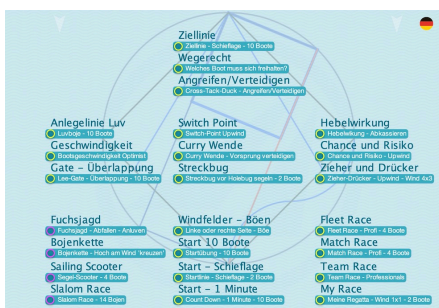 Ziellinie
Ziellinie - Schieflage - 10 Boote
Wegerecht
Welches Boot muss sich freihalten?
Angreifen/Verteidigen
Cross-Tack-Duck - Angreifen/Verteidigen
Anlegelinie Luv
Luvboje - 10 Boote
Geschwindigkeit
Bootsgeschwindigkeit Optimist
Gate - Überlappung
Lee-Gate - Überlappung - 10 Boote
Switch Point
Switch-Point Upwind
Curry Wende
Curry Wende - Vorsprung verteidigen
Streckbug
Streckbug vor Holebug segeln - 2 Boote
Hebelwirkung
Hebelwikung - Abkassieren
Chance und Risiko
Chance und Risiko - Upwind
Zieher und Drücker
Zieher-Drücker - Upwind - Wind 4x3
Fuchsjagd
Fuchsjagd - Abfallen - Anluven
Bojenkette
Bojenkette - Hoch am Wind 'kreuzen'
Sailing Scooter
Segel-Scooter - 4 Boote
Slalom Race
Slalom Race - 14 Bojen
Windfelder - Böen
Linke oder rechte Seite - Böe
Start 10 Boote
Startübung - 10 Boote
Start - Schieflage
Startlinie - Schieflage - 2 Boote
Start - 1 Minute
Count Down - 1 Minute - 10 Boote
Fleet Race
Fleet Race - Profi - 4 Boote
Match Race
Match Race - Profi - 4 Boote
Team Race
Team Race - Professionals
My Race
Meine Regatta - Wind 1x1 - 2 Boote